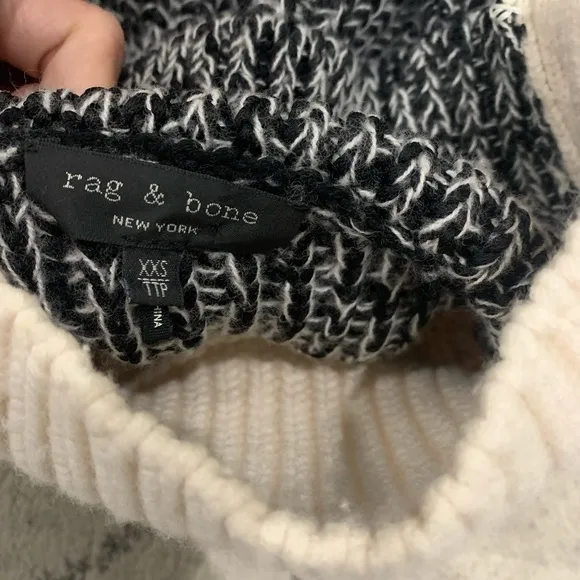 rag & bone
NEW YORK
XXS
TTP